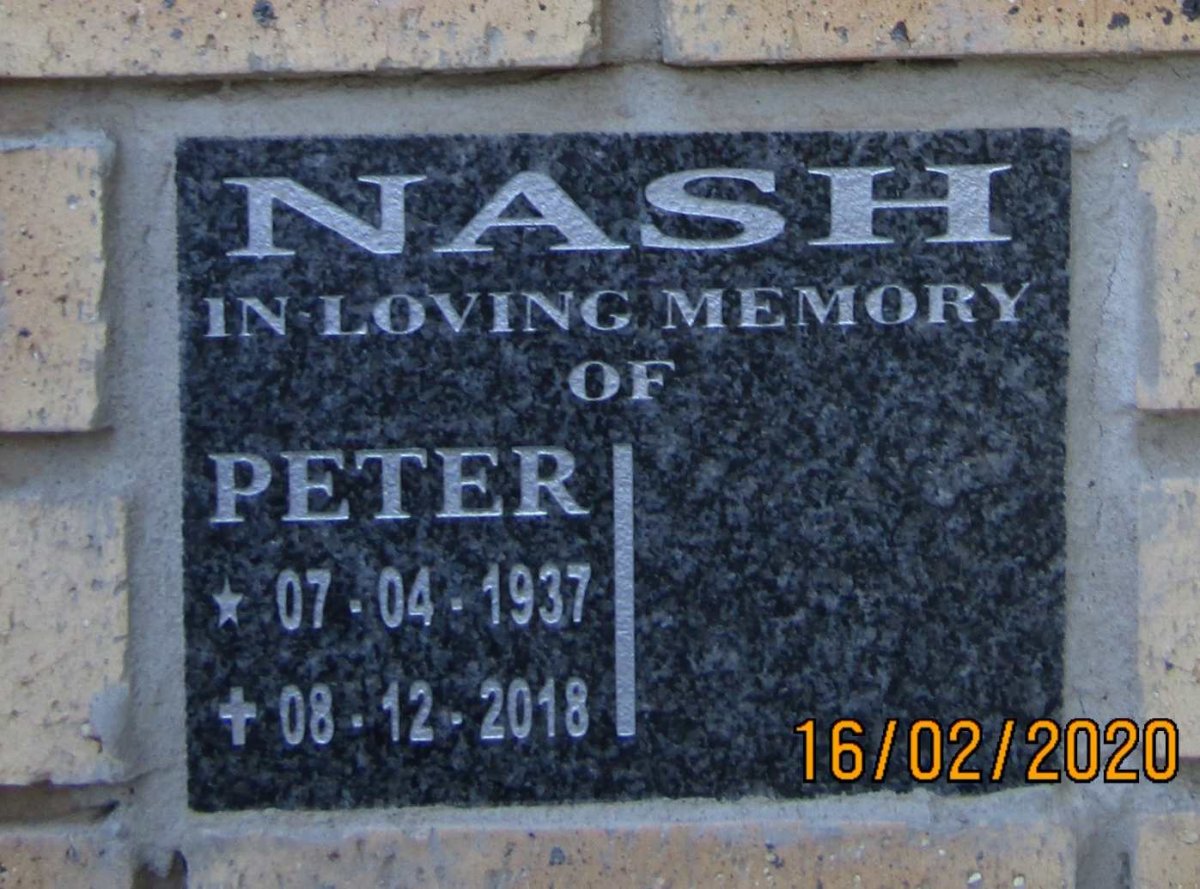 NASH
IN LOVING MEMORY
OF
PETER
★ 07 - 04 - 1937
✝ 08 - 12 - 2018
16/02/2020